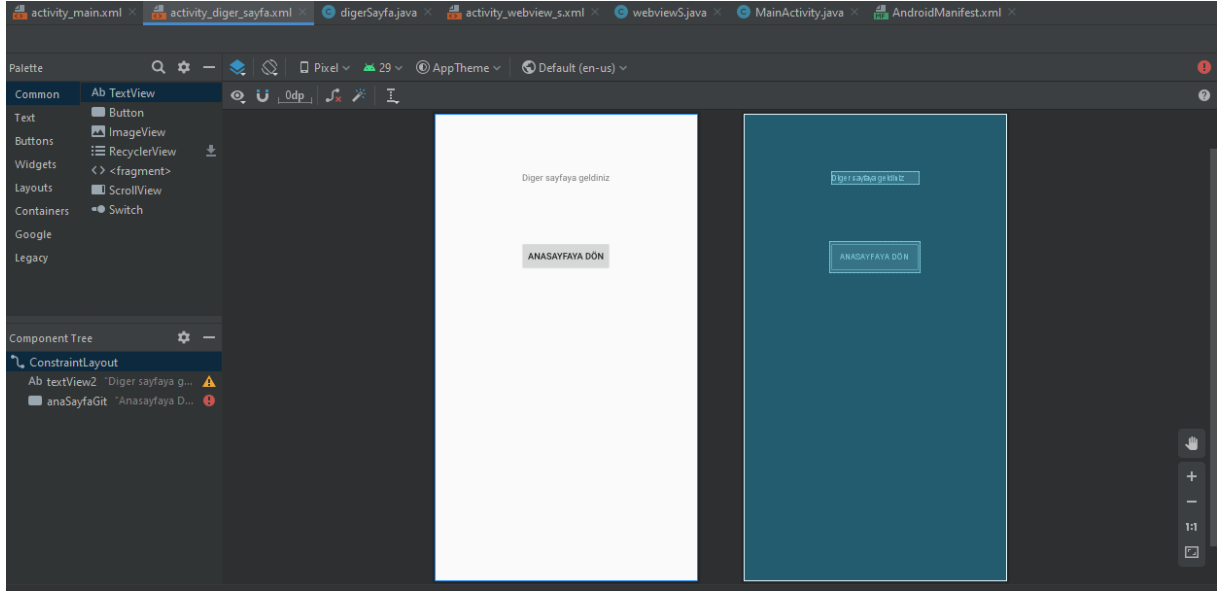 activity_main.xml
activity_diger_sayfa.xml
digerSayfa.java
activity_webview_s.xml
webviewS.java
MainActivity.java
AndroidManifest.xml
Palette
Pixel
29
AppTheme
Default (en-us)
Common
Text
Buttons
Widgets
Layouts
Containers
Google
Legacy
Ab TextView
Button
ImageView
RecyclerView
<> <fragment>
ScrollView
Switch
0dp
Diger sayfaya geldiniz
ANASAYFAYA DÖN
Diger sayfaya geldiniz
ANASAYFAYA DÖN
Component Tree
ConstraintLayout
Ab textView2 "Diger sayfaya g...
anaSayfaGit "Anasayfaya D...
1:1